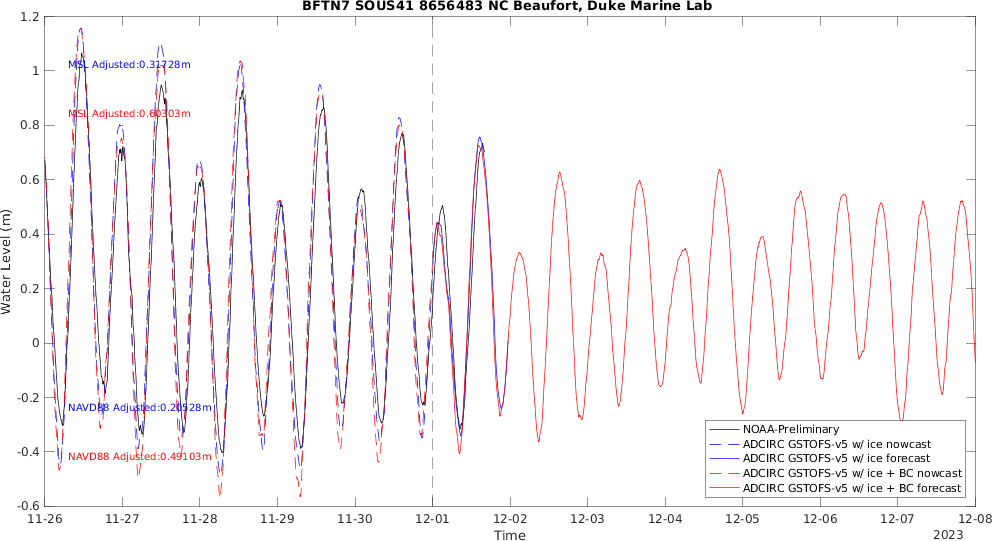 BFTN7 SOUS41 8656483 NC Beaufort, Duke Marine Lab
1.2
1
0.8
0.6
0.4
0.2
0
-0.2
-0.4
-0.6
Water Level (m)
MSL Adjusted:0.31728m
MSL Adjusted:0.60303m
NAVD88 Adjusted:0.20528m
NAVD88 Adjusted:0.49103m
NOAA-Preliminary
ADCIRC GSTOFS-v5 w/ ice nowcast
ADCIRC GSTOFS-v5 w/ ice forecast
ADCIRC GSTOFS-v5 w/ ice + BC nowcast
ADCIRC GSTOFS-v5 w/ ice + BC forecast
11-26 11-27 11-28 11-29 11-30 12-01 12-02 12-03 12-04 12-05 12-06 12-07 12-08
Time
2023